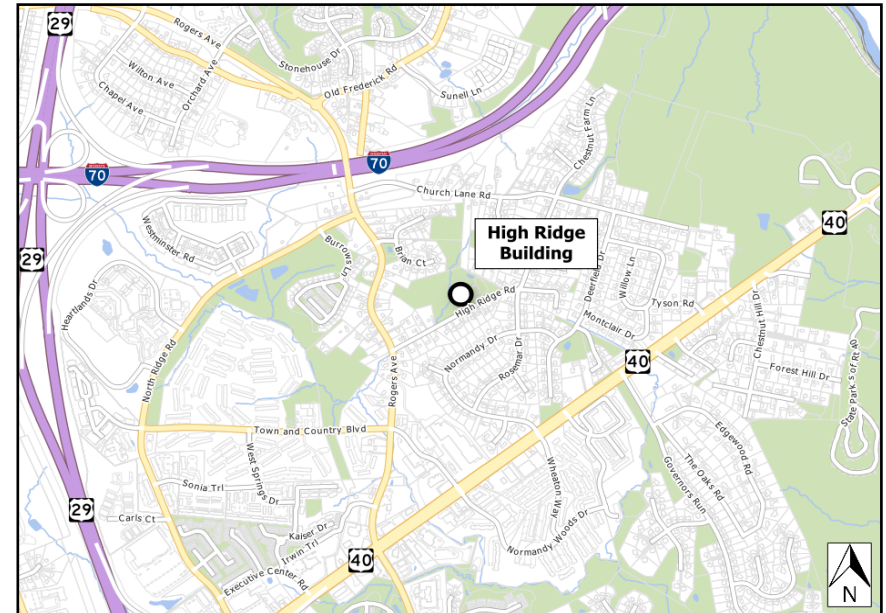 29
Rogers Ave
Stonehouse Dr
Wilton Ave
Orchard Ave
Old Frederick Rd
Chapel Ave
Sunell Ln
Chestnut Farm Ln
70
70
Church Lane Rd
Westminster Rd
Burrows Ln
Brian Ct
High Ridge
Building
40
29
Deerfield Dr
Willow Ln
Heartlands Dr
High Ridge Rd
Tyson Rd
Montclair Dr
Chestnut Hill Dr
North Ridge Rd
Normandy Dr
Rosemar Dr
40
Forest Hill Dr
Rogers Ave
State Park
s of Rt 40
Town and Country Blvd
West Springs Dr
Edgewood Rd
The Oaks Rd
Wheaton Way
Governors Run
Sonia Trl
29
Carls Ct
Kaiser Dr
Irwin Trl
Normandy Woods Dr
40
Executive Center Rd
N